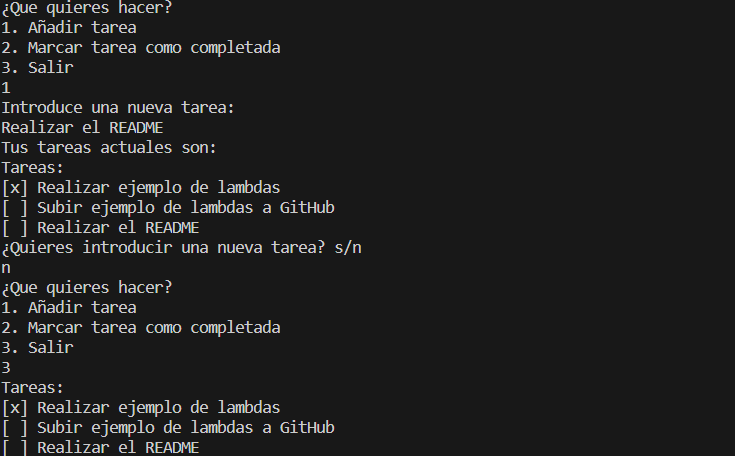 ¿Que quieres hacer?
1. Añadir tarea
2. Marcar tarea como completada
3. Salir
1
Introduce una nueva tarea:
Realizar el README
Tus tareas actuales son:
Tareas:
[x] Realizar ejemplo de lambdas
[ ] Subir ejemplo de lambdas a GitHub
[ ] Realizar el README
¿Quieres introducir una nueva tarea? s/n
n
¿Que quieres hacer?
1. Añadir tarea
2. Marcar tarea como completada
3. Salir
3
Tareas:
[x] Realizar ejemplo de lambdas
[ ] Subir ejemplo de lambdas a GitHub
[ ] Realizar el README